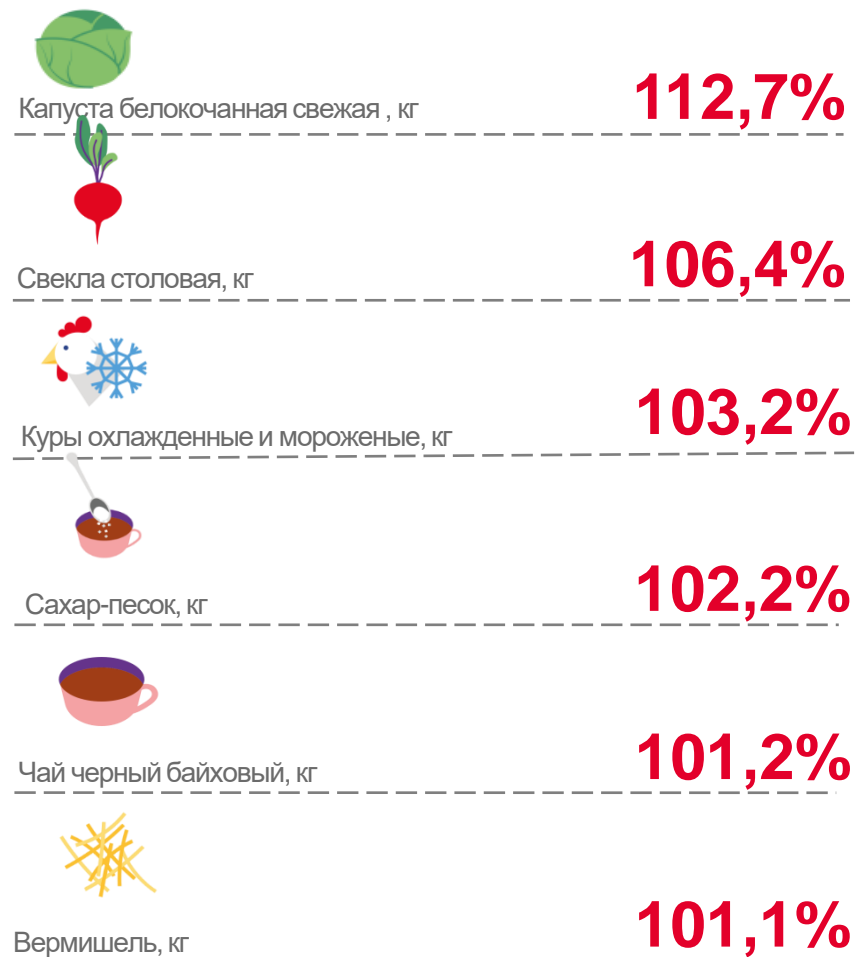 Капуста белокочанная свежая , кг
112,7%
Свекла столовая, кг
106,4%
Куры охлажденные и мороженые, кг
103,2%
Сахар-песок, кг
102,2%
Чай черный байховый, кг
101,2%
Вермишель, кг
101,1%